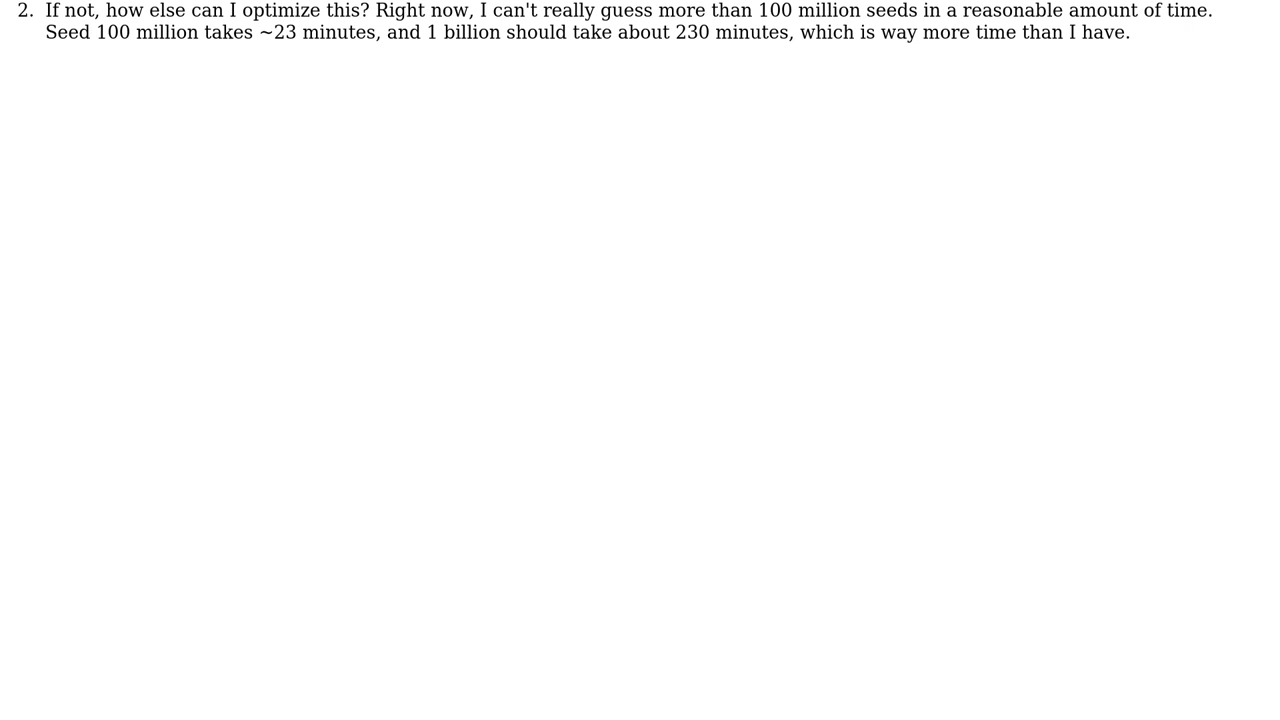 2. If not, how else can I optimize this? Right now, I can't really guess more than 100 million seeds in a reasonable amount of time.
Seed 100 million takes ~23 minutes, and 1 billion should take about 230 minutes, which is way more time than I have.